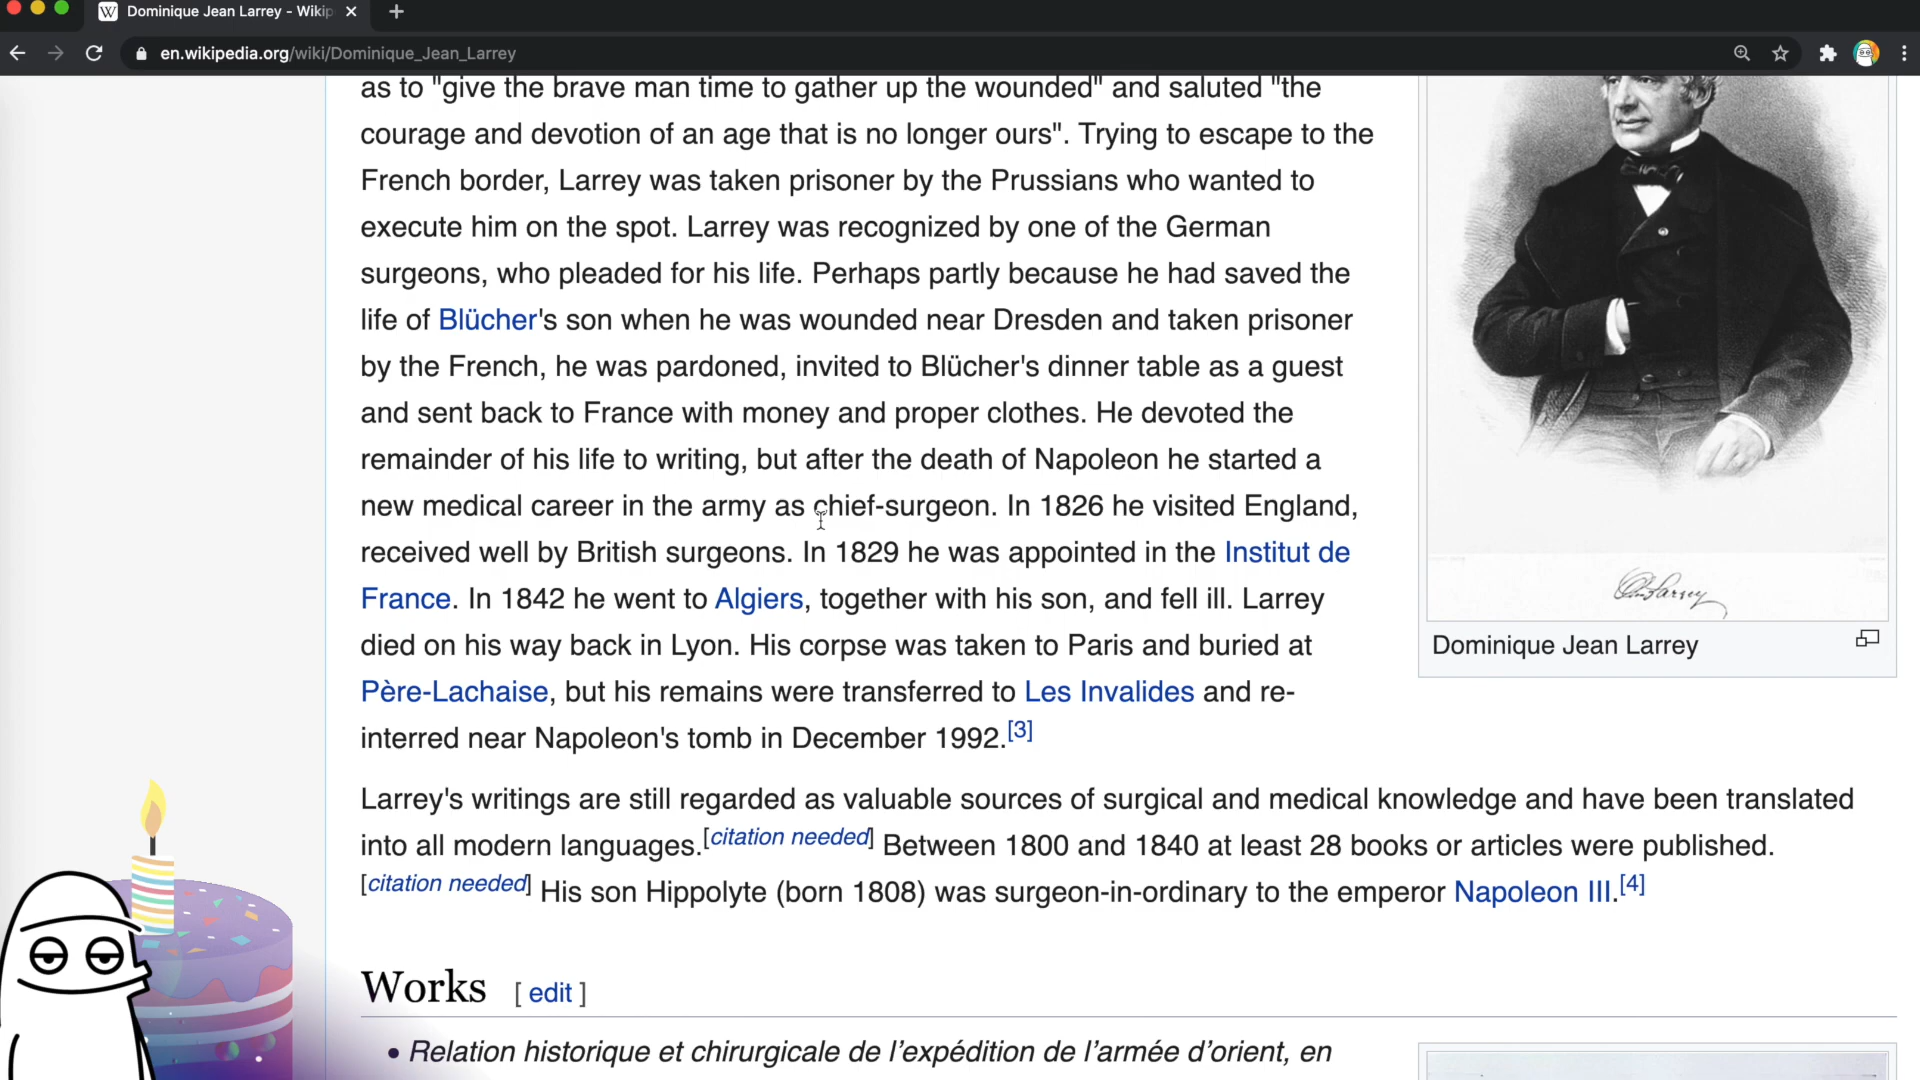 Dominique Jean Larrey - Wikip
en.wikipedia.org/wiki/Dominique_Jean_Larrey
as to "give the brave man time to gather up the wounded" and saluted "the
courage and devotion of an age that is no longer ours". Trying to escape to the
French border, Larrey was taken prisoner by the Prussians who wanted to
execute him on the spot. Larrey was recognized by one of the German
surgeons, who pleaded for his life. Perhaps partly because he had saved the
life of Blücher's son when he was wounded near Dresden and taken prisoner
by the French, he was pardoned, invited to Blücher's dinner table as a guest
and sent back to France with money and proper clothes. He devoted the
remainder of his life to writing, but after the death of Napoleon he started a
new medical career in the army as chief-surgeon. In 1826 he visited England,
received well by British surgeons. In 1829 he was appointed in the Institut de
France. In 1842 he went to Algiers, together with his son, and fell ill. Larrey
died on his way back in Lyon. His corpse was taken to Paris and buried at
Père-Lachaise, but his remains were transferred to Les Invalides and re-
interred near Napoleon's tomb in December 1992.[3]
Dominique Jean Larrey
Larrey's writings are still regarded as valuable sources of surgical and medical knowledge and have been translated
into all modern languages.[citation needed] Between 1800 and 1840 at least 28 books or articles were published.
[citation needed] His son Hippolyte (born 1808) was surgeon-in-ordinary to the emperor Napoleon III.[4]
Works [ edit ]
• Relation historique et chirurgicale de l'expédition de l'armée d'orient, en